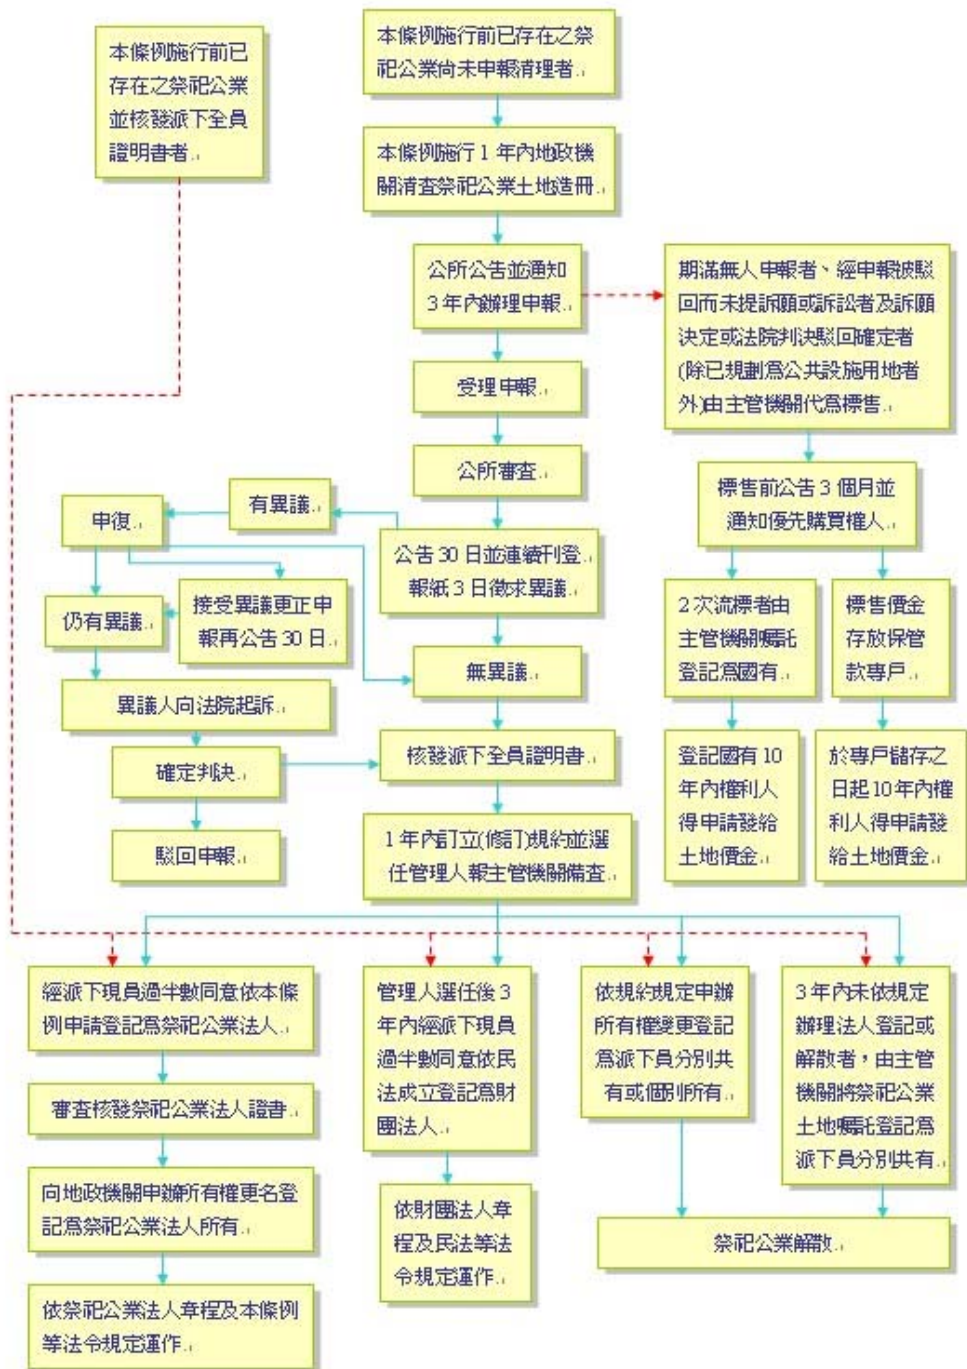 本條例施行前已
存在之祭祀公業
並核發派下全員
證明書者
本條例施行前已存在之祭
祀公業尚未申報清理者
本條例施行 1 年內地政機
關清查祭祀公業土地造冊
公所公告並通知
3 年內辦理申報
期滿無人申報者、經申報被駁
回而未提訴願或訴訟者及訴願
決定或法院判決駁回確定者
(除已規劃為公共設施用地者
外)由主管機關代為標售
受理申報
公所審查
標售前公告 3 個月並
通知優先購買權人
有異議
申復
公告 30 日並連續刊登
報紙 3 日徵求異議
接受異議更正申
報再公告 30 日
仍有異議
2 次流標者由
主管機關囑託
登記為國有
標售價金
存放保管
款專戶
無異議
異議人向法院起訴
核發派下全員證明書
確定判決
登記國有 10
年內權利人
得申請發給
土地價金
於專戶儲存之
日起 10 年內權
利人得申請發
給土地價金
駁回申報
1 年內訂立(修訂)規約並選
任管理人報主管機關備查
經派下現員過半數同意依本條
例申請登記為祭祀公業法人
管理人選任後 3
年內經派下現員
過半數同意依民
法成立登記為財
團法人
依規約規定申辦
所有權變更登記
為派下員分別共
有或個別所有
3 年內未依規定
辦理法人登記或
解散者，由主管
機關將祭祀公業
土地囑託登記為
派下員分別共有
審查核發祭祀公業法人證書
向地政機關申辦所有權更名登
記為祭祀公業法人所有
依財團法人章
程及民法等法
令規定運作
祭祀公業解散
依祭祀公業法人章程及本條例
等法令規定運作